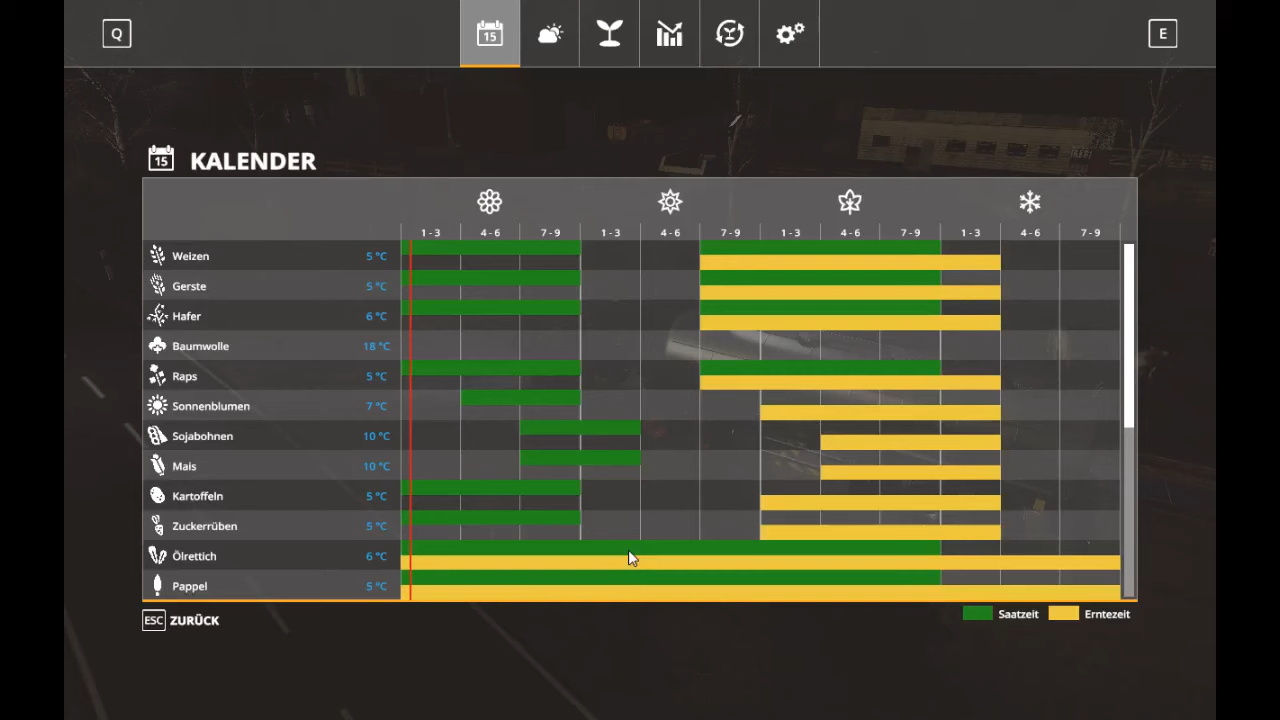 Q
15
E
15 KALENDER
1 - 3 4 - 6 7 - 9 1 - 3 4 - 6 7 - 9 1 - 3 4 - 6 7 - 9 1 - 3 4 - 6 7 - 9
Weizen 5 °C
Gerste 5 °C
Hafer 6 °C
Baumwolle 18 °C
Raps 5 °C
Sonnenblumen 7 °C
Sojabohnen 10 °C
Mais 10 °C
Kartoffeln 5 °C
Zuckerrüben 5 °C
Ölrettich 6 °C
Pappel 5 °C
ESC ZURÜCK
Saatzeit Erntezeit